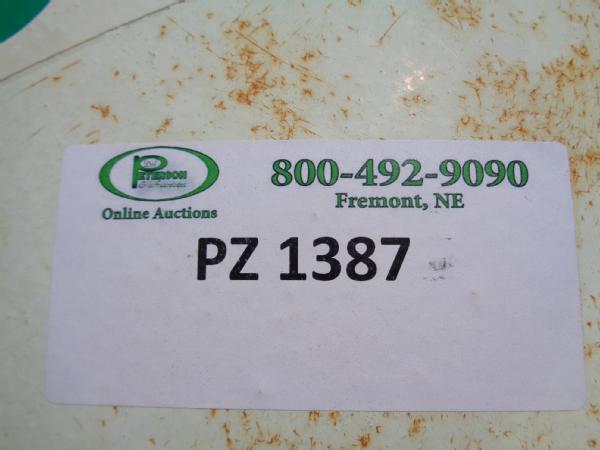 PETERSON
Online Auctions
800-492-9090
Fremont, NE
PZ 1387